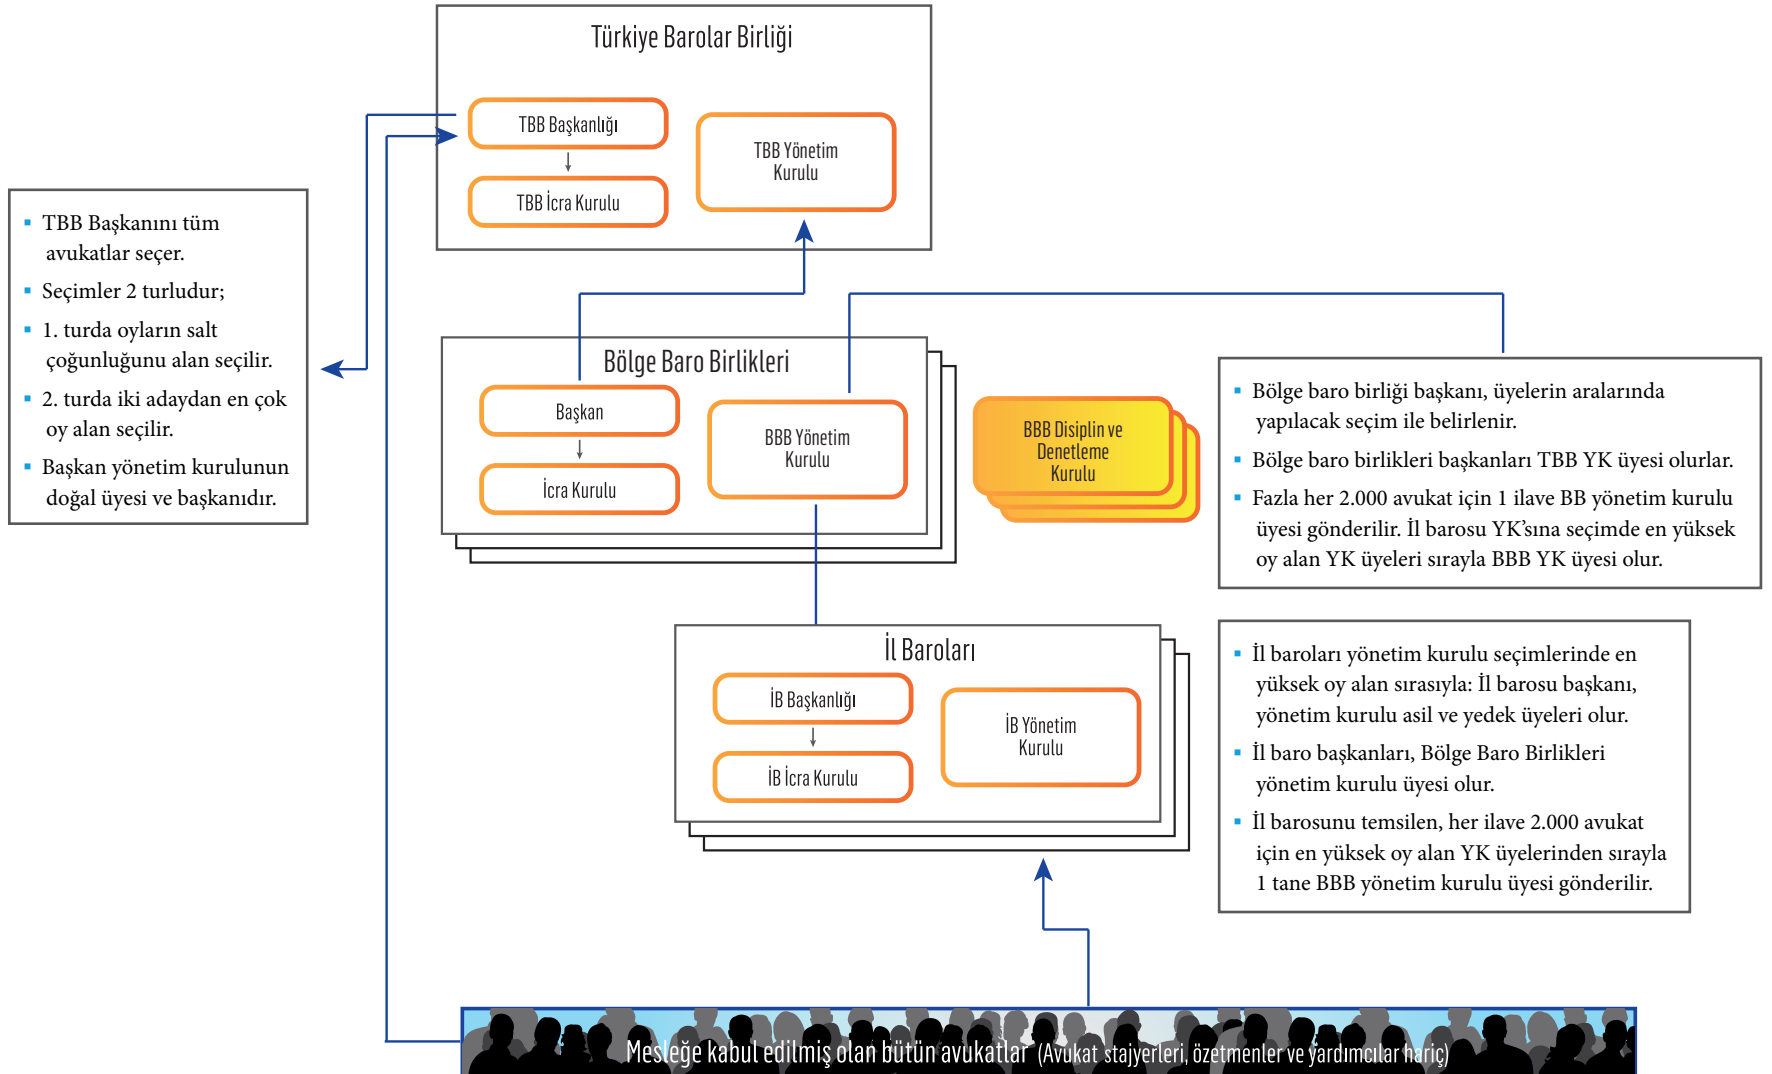 Türkiye Barolar Birliği
TBB Başkanlığı
TBB İcra Kurulu
TBB Yönetim
Kurulu
▪ TBB Başkanını tüm
avukatlar seçer.
▪ Seçimler 2 turludur;
▪ 1. turda oyların salt
çoğunluğunu alan seçilir.
▪ 2. turda iki adaydan en çok
oy alan seçilir.
▪ Başkan yönetim kurulunun
doğal üyesi ve başkanıdır.
Bölge Baro Birlikleri
Başkan
İcra Kurulu
BBB Yönetim
Kurulu
BBB Disiplin ve
Denetleme
Kurulu
▪ Bölge baro birliği başkanı, üyelerin aralarında
yapılacak seçim ile belirlenir.
▪ Bölge baro birlikleri başkanları TBB YK üyesi olurlar.
▪ Fazla her 2.000 avukat için 1 ilave BB yönetim kurulu
üyesi gönderilir. İl barosu YK’sına seçimde en yüksek
oy alan YK üyeleri sırayla BBB YK üyesi olur.
İl Baroları
İB Başkanlığı
İB İcra Kurulu
İB Yönetim
Kurulu
▪ İl baroları yönetim kurulu seçimlerinde en
yüksek oy alan sırasıyla: İl barosu başkanı,
yönetim kurulu asil ve yedek üyeleri olur.
▪ İl baro başkanları, Bölge Baro Birlikleri
yönetim kurulu üyesi olur.
▪ İl barosunu temsilen, her ilave 2.000 avukat
için en yüksek oy alan YK üyelerinden sırayla
1 tane BBB yönetim kurulu üyesi gönderilir.
Mesleğe kabul edilmiş olan bütün avukatlar (Avukat stajyerleri, özetmenler ve yardımcılar hariç)